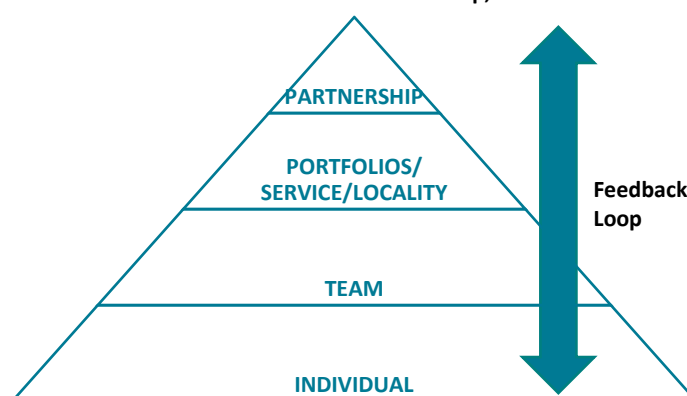 PARTNERSHIP
PORTFOLIOS/
SERVICE/LOCALITY
Feedback
Loop
TEAM
INDIVIDUAL